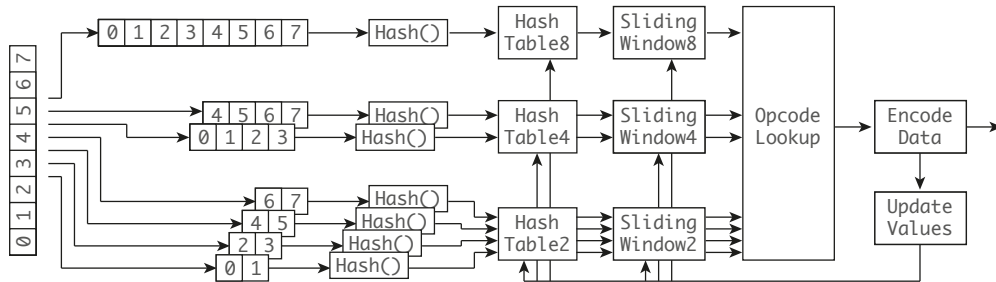 0 1 2 3 4 5 6 7
0 1 2 3 4 5 6 7
Hash()
Hash
Table8
Sliding
Window8
4 5 6 7
Hash()
0 1 2 3
Hash()
Hash
Table4
Sliding
Window4
6 7
Hash()
4 5
Hash()
2 3
Hash()
0 1
Hash()
Hash
Table2
Sliding
Window2
Opcode
Lookup
Encode
Data
Update
Values